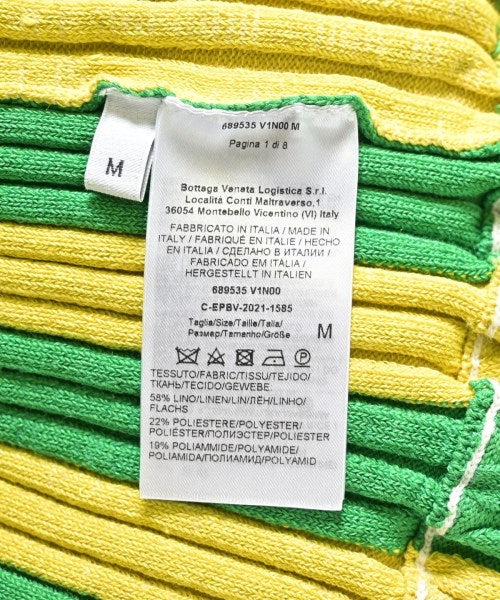 M
689535 V1N00 M
Pagina 1 di 8
Bottega Veneta Logistica S.r.l.
Località Conti Maltraverso,1
36054 Montebello Vicentino (VI) Italy
FABBRICATO IN ITALIA / MADE IN
ITALY / FABRIQUÉ EN ITALIE / HECHO
EN ITALIA / СДЕЛАНО В ИТАЛИИ /
FABRICADO EM ITÁLIA /
HERGESTELLT IN ITALIEN
689535 V1N00
C-EPBV-2021-1585
Taglia/Size/Taille/Talla/
Размер/Tamanho/Größe
M
TESSUTO/FABRIC/TISSU/TEJIDO/
ТКАНЬ/TECIDO/GEWEBE.
58% LINO/LINEN/LIN/ЛЁН/LINHO/
FLACHS
22% POLIESTERE/POLYESTER/
POLIÉSTER/ПОЛИЭСТЕР/POLIESTER
19% POLIAMMIDE/POLYAMIDE/
POLIAMIDA/ПОЛИАМИД/POLYAMID